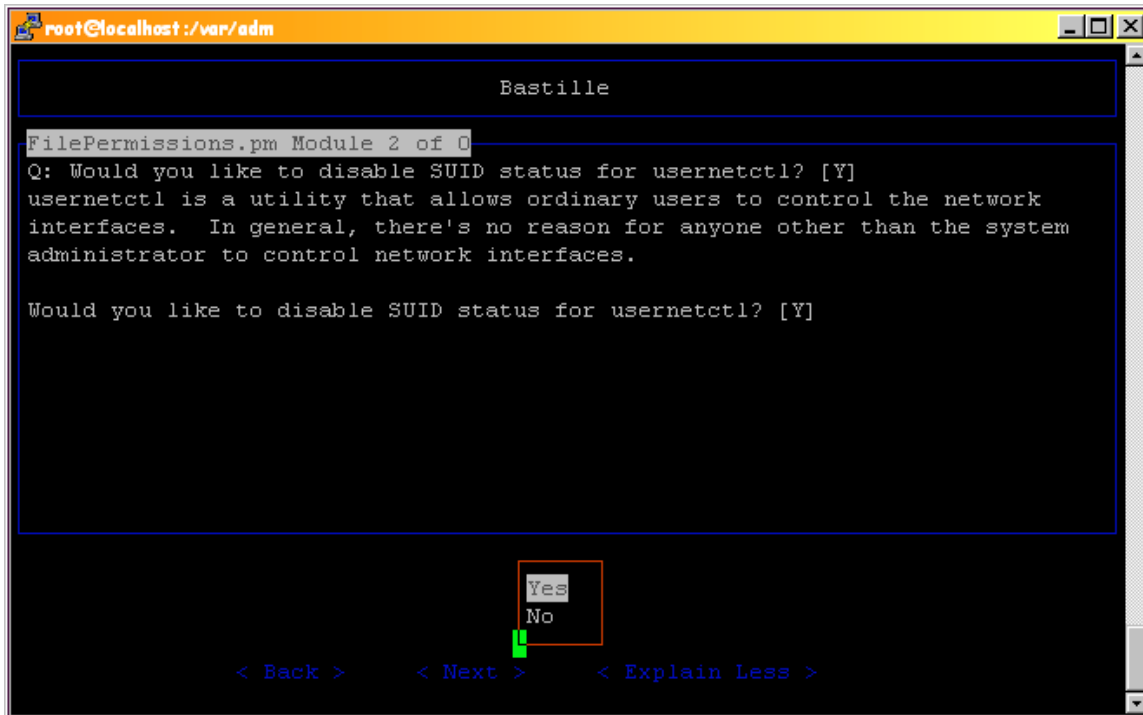 root@localhost:/var/adm
Bastille
FilePermissions.pm Module 2 of 0
Q: Would you like to disable SUID status for usernetctl? [Y]
usernetctl is a utility that allows ordinary users to control the network
interfaces.  In general, there's no reason for anyone other than the system
administrator to control network interfaces.
Would you like to disable SUID status for usernetctl? [Y]
Yes
No
< Back > < Next > < Explain Less >